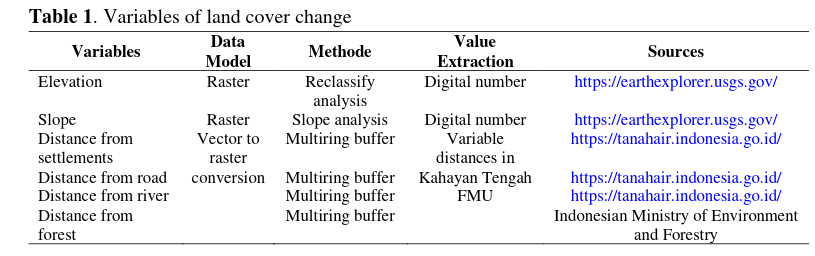 Table 1. Variables of land cover change
Variables Data Model Methode Value Extraction Sources
Elevation Raster Reclassify analysis Digital number https://earthexplorer.usgs.gov/
Slope Raster Slope analysis Digital number https://earthexplorer.usgs.gov/
Distance from settlements Vector to raster conversion Multiring buffer Variable distances in Kahayan Tengah FMU https://tanahair.indonesia.go.id/
Distance from road Multiring buffer https://tanahair.indonesia.go.id/
Distance from river Multiring buffer https://tanahair.indonesia.go.id/
Distance from forest Multiring buffer Indonesian Ministry of Environment and Forestry